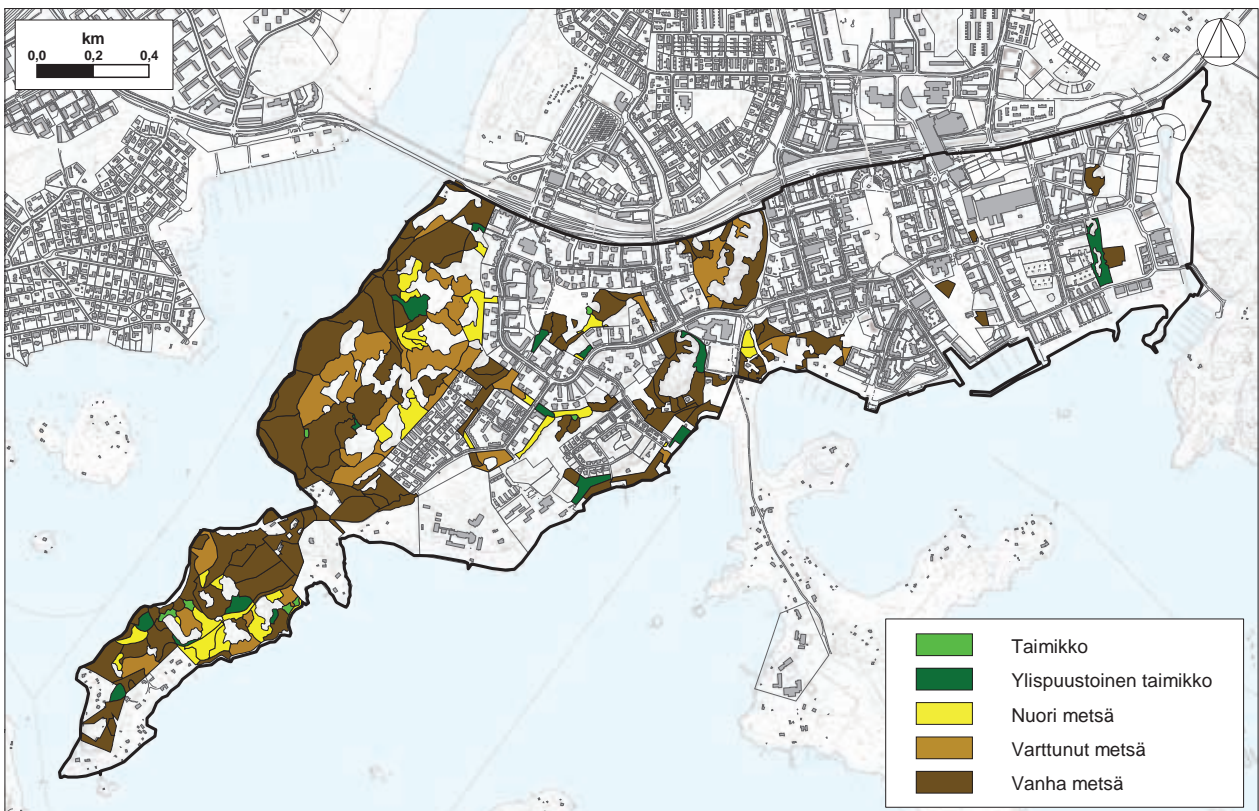 km
0,0 0,2 0,4
Taimikko
Ylispuustoinen taimikko
Nuori metsä
Varttunut metsä
Vanha metsä